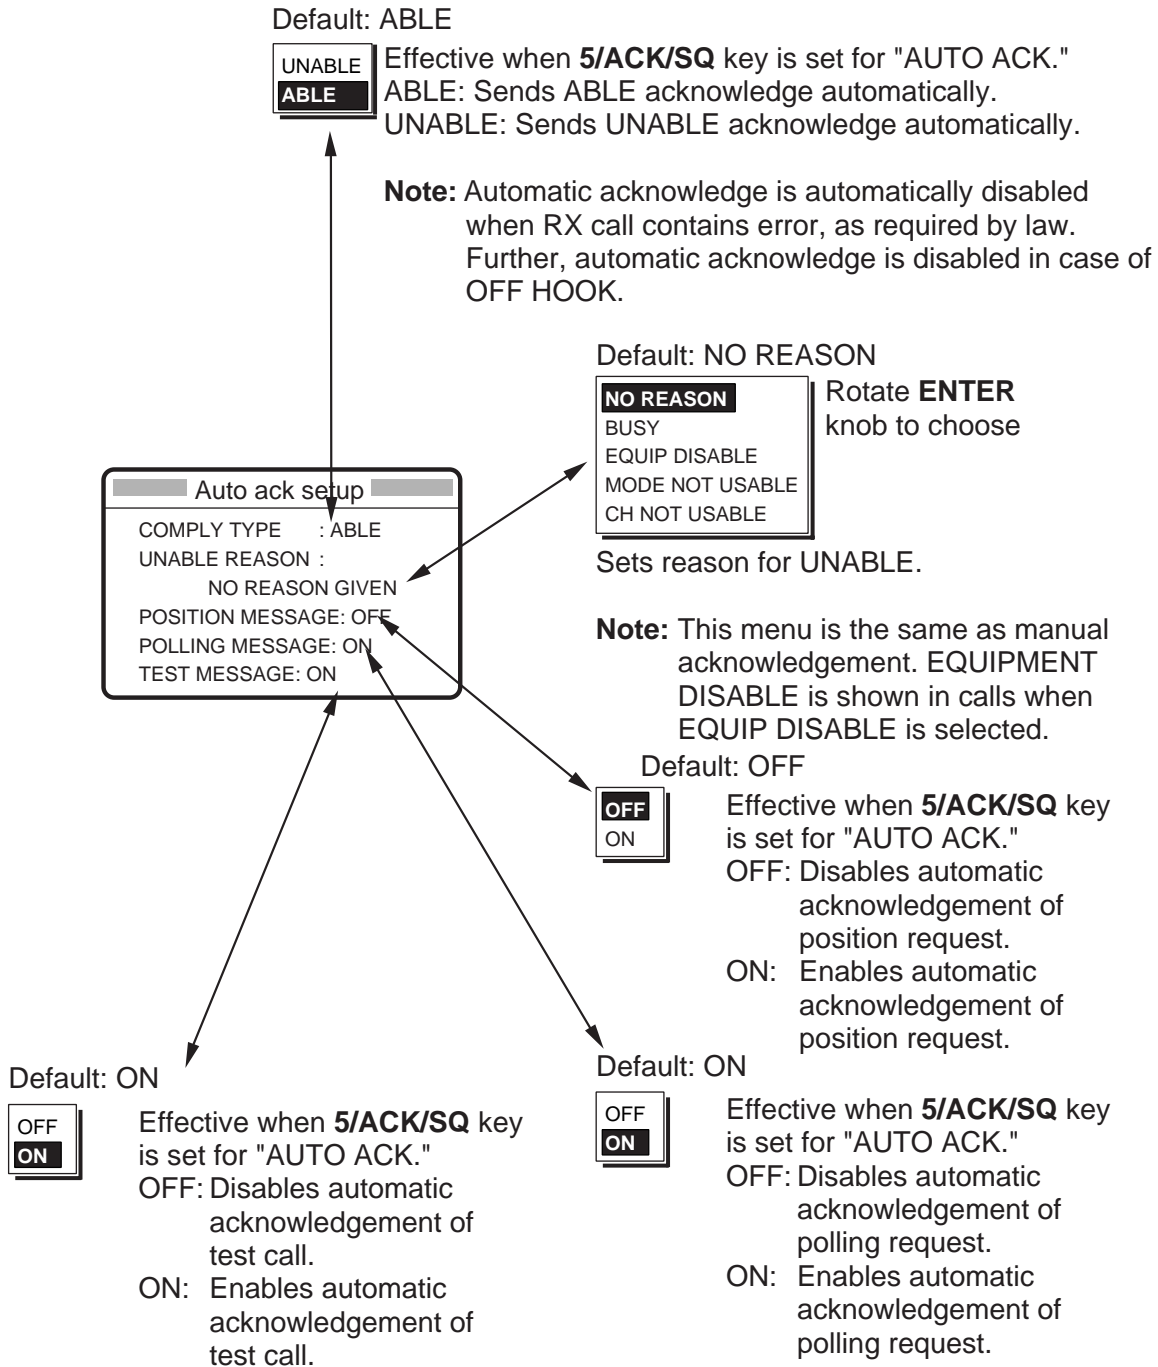 Default: ABLE
UNABLE
ABLE
Effective when 5/ACK/SQ key is set for "AUTO ACK."
ABLE: Sends ABLE acknowledge automatically.
UNABLE: Sends UNABLE acknowledge automatically.
Note: Automatic acknowledge is automatically disabled
when RX call contains error, as required by law.
Further, automatic acknowledge is disabled in case of
OFF HOOK.
Default: NO REASON
NO REASON
BUSY
EQUIP DISABLE
MODE NOT USABLE
CH NOT USABLE
Rotate ENTER
knob to choose
Sets reason for UNABLE.
Note: This menu is the same as manual
acknowledgement. EQUIPMENT
DISABLE is shown in calls when
EQUIP DISABLE is selected.
Auto ack setup
COMPLY TYPE : ABLE
UNABLE REASON :
NO REASON GIVEN
POSITION MESSAGE: OFF
POLLING MESSAGE: ON
TEST MESSAGE: ON
Default: OFF
OFF
ON
Effective when 5/ACK/SQ key
is set for "AUTO ACK."
OFF: Disables automatic
acknowledgement of
position request.
ON: Enables automatic
acknowledgement of
position request.
Default: ON
OFF
ON
Effective when 5/ACK/SQ key
is set for "AUTO ACK."
OFF: Disables automatic
acknowledgement of
test call.
ON: Enables automatic
acknowledgement of
test call.
Default: ON
OFF
ON
Effective when 5/ACK/SQ key
is set for "AUTO ACK."
OFF: Disables automatic
acknowledgement of
polling request.
ON: Enables automatic
acknowledgement of
polling request.